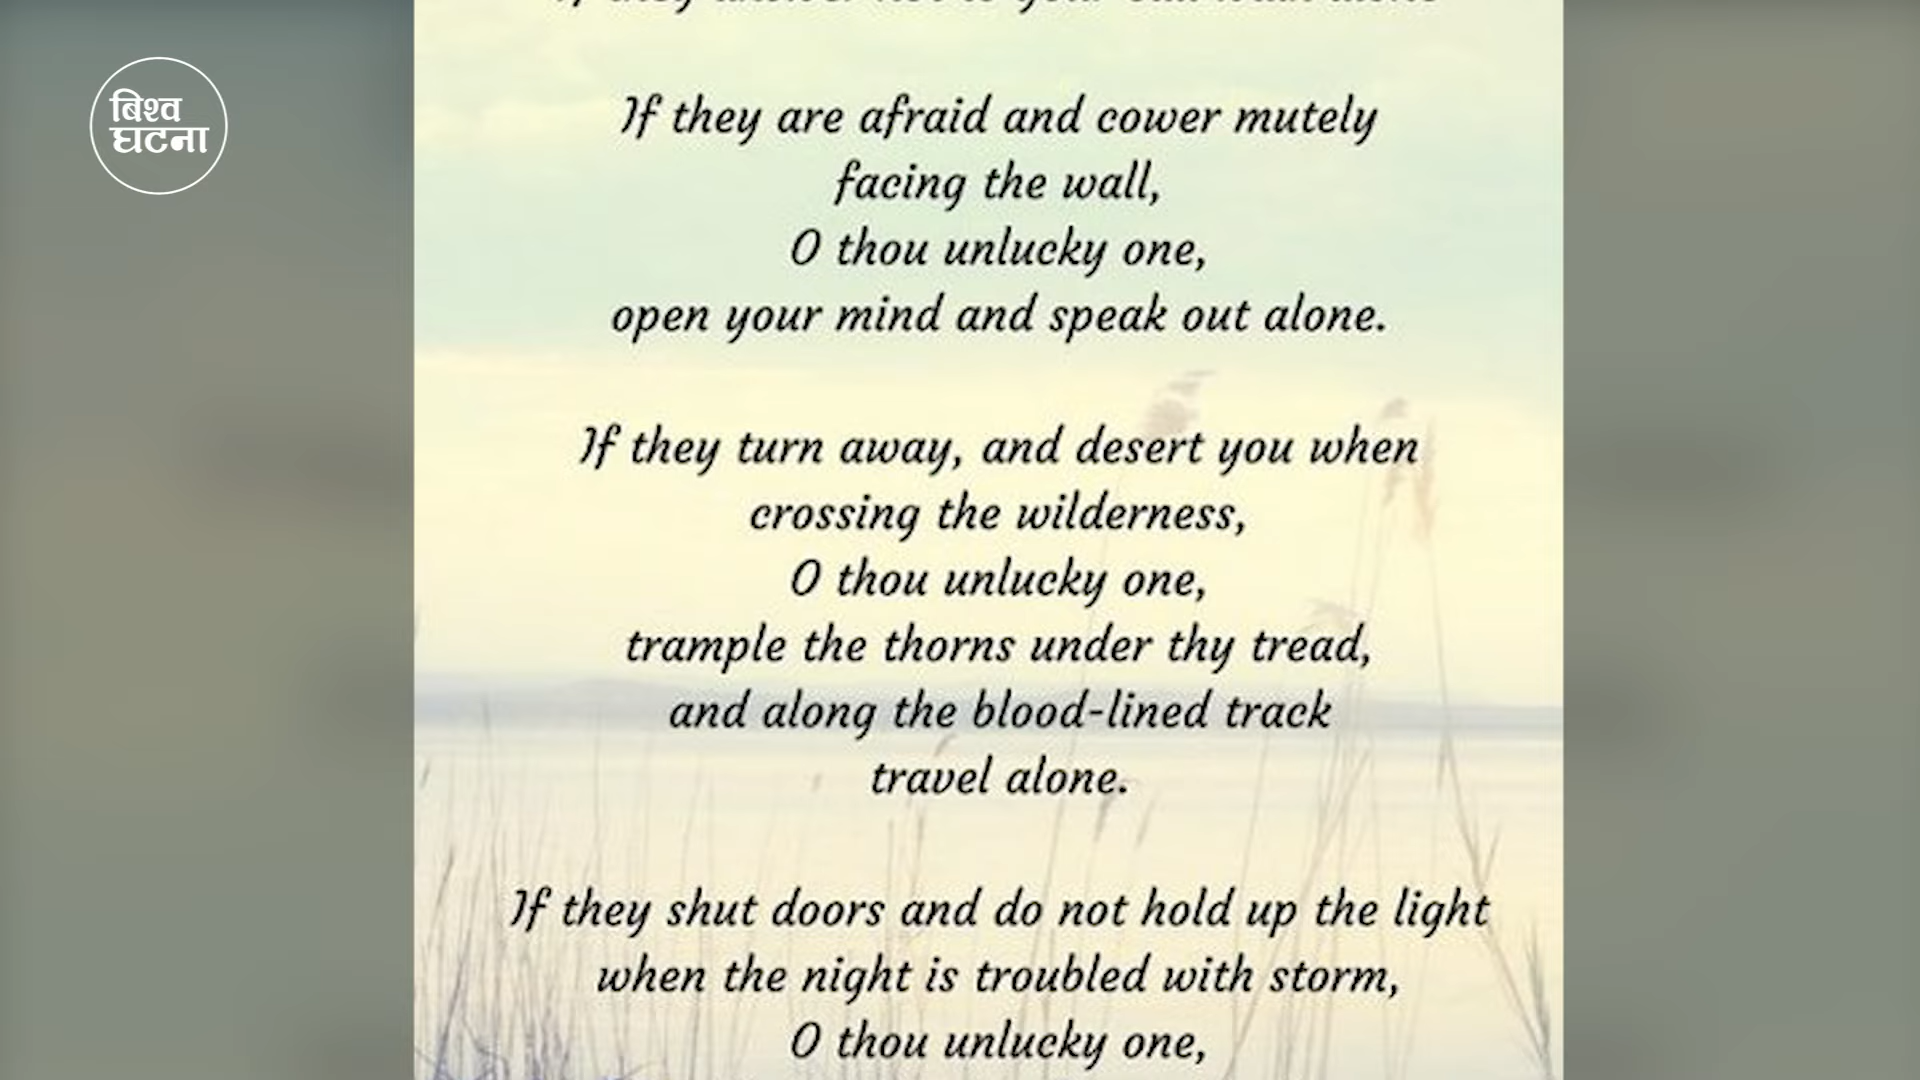 बिश्व
घटना
If they are afraid and cower mutely
facing the wall,
O thou unlucky one,
open your mind and speak out alone.
If they turn away, and desert you when
crossing the wilderness,
O thou unlucky one,
trample the thorns under thy tread,
and along the blood-lined track
travel alone.
If they shut doors and do not hold up the light
when the night is troubled with storm,
O thou unlucky one,